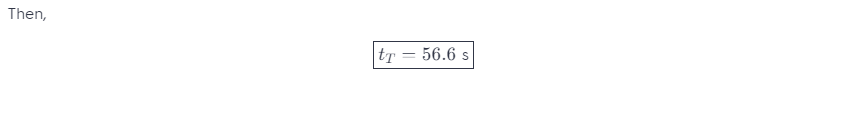 Then,
t_T = 56.6 s